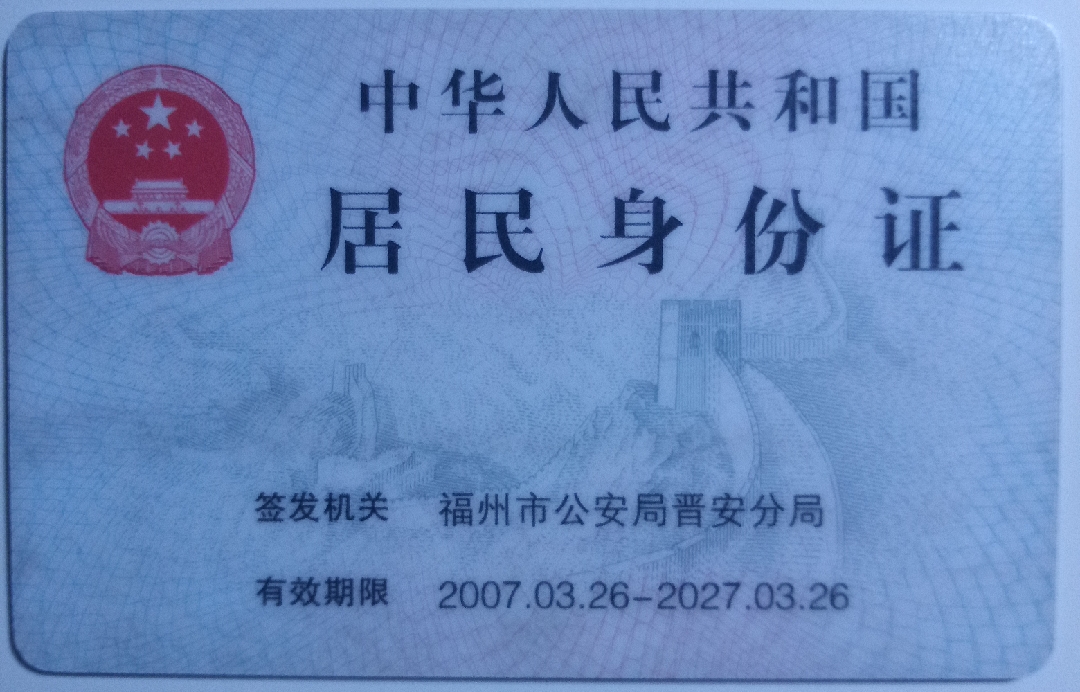 中华人民共和国
居民身份证
签发机关 福州市公安局晋安分局
有效期限 2007.03.26-2027.03.26